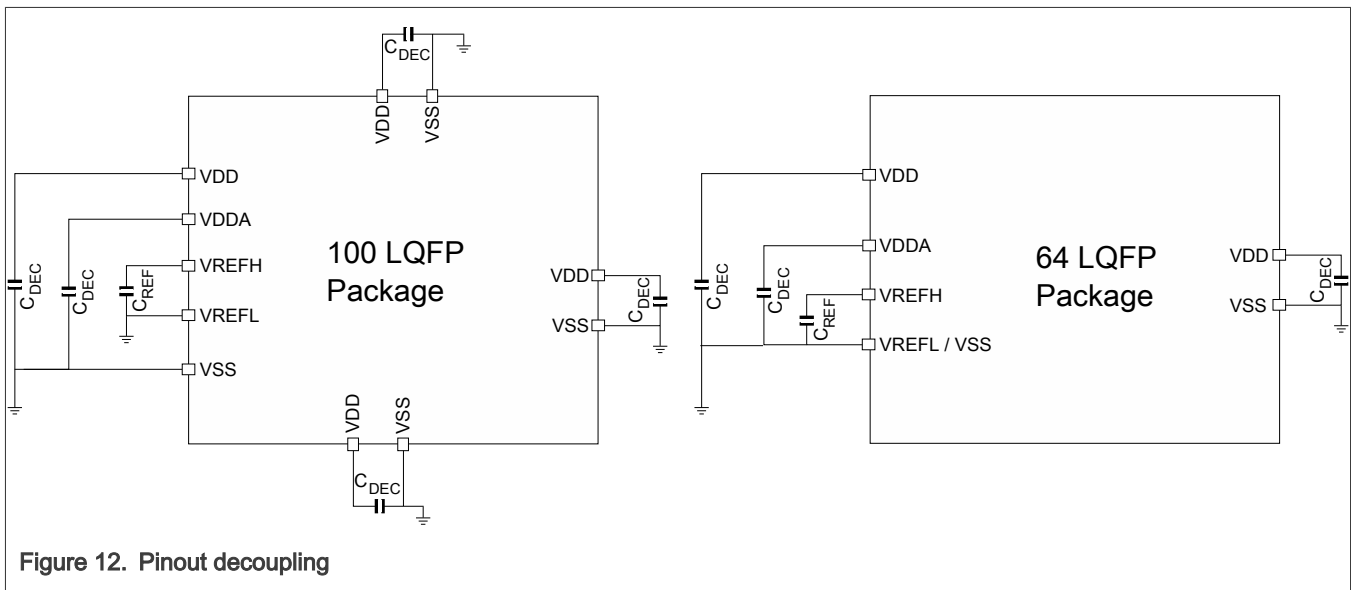 CDEC
VDD
VSS
VDD
VDDA
VREFH
VREFL
VSS
CDEC
CDEC
CREF
100 LQFP
Package
VDD
VSS
CDEC
VDD
VSS
CDEC
VDD
VDDA
VREFH
VREFL / VSS
CDEC
CDEC
CREF
64 LQFP
Package
VDD
VSS
CDEC
Figure 12. Pinout decoupling